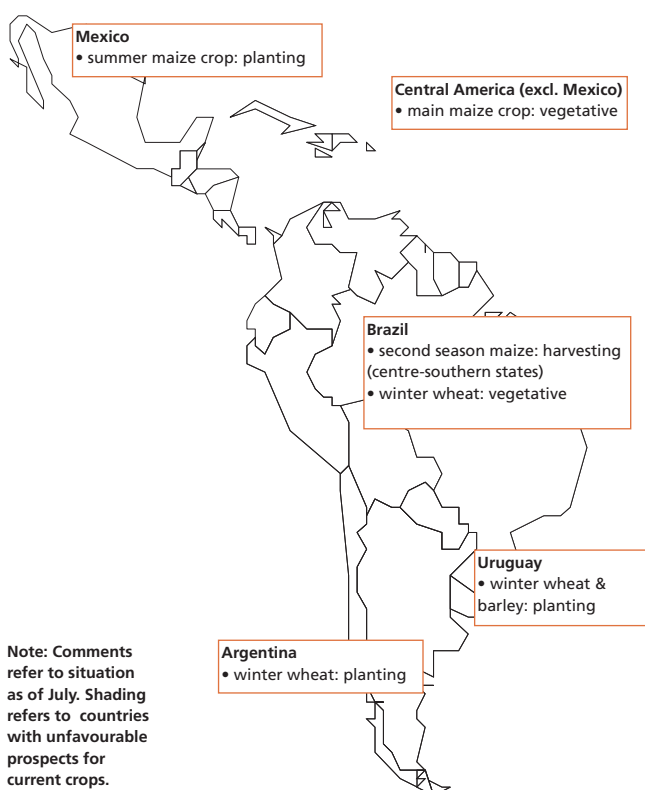 Mexico
• summer maize crop: planting
Central America (excl. Mexico)
• main maize crop: vegetative
Brazil
• second season maize: harvesting
(centre-southern states)
• winter wheat: vegetative
Uruguay
• winter wheat &
barley: planting
Argentina
• winter wheat: planting
Note: Comments
refer to situation
as of July. Shading
refers to countries
with unfavourable
prospects for
current crops.